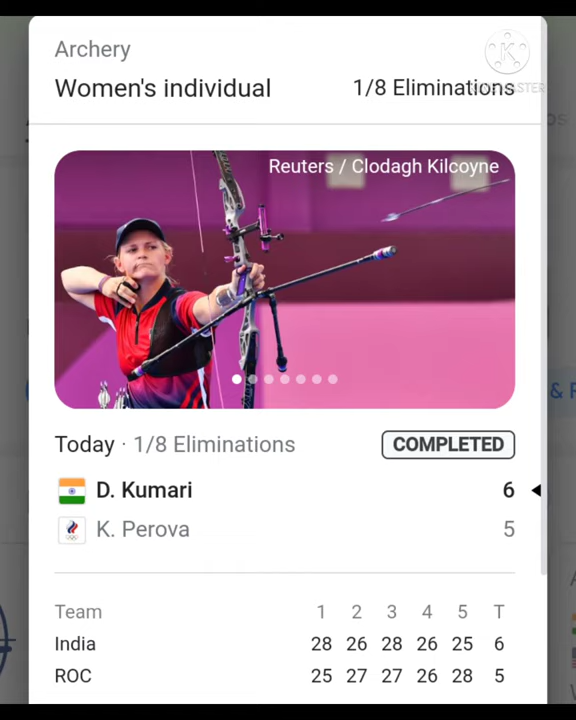 Archery
Women's individual 1/8 Eliminations
Reuters / Clodagh Kilcoyne
Today · 1/8 Eliminations COMPLETED
D. Kumari 6
K. Perova 5
Team 1 2 3 4 5 T
India 28 26 28 26 25 6
ROC 25 27 27 26 28 5